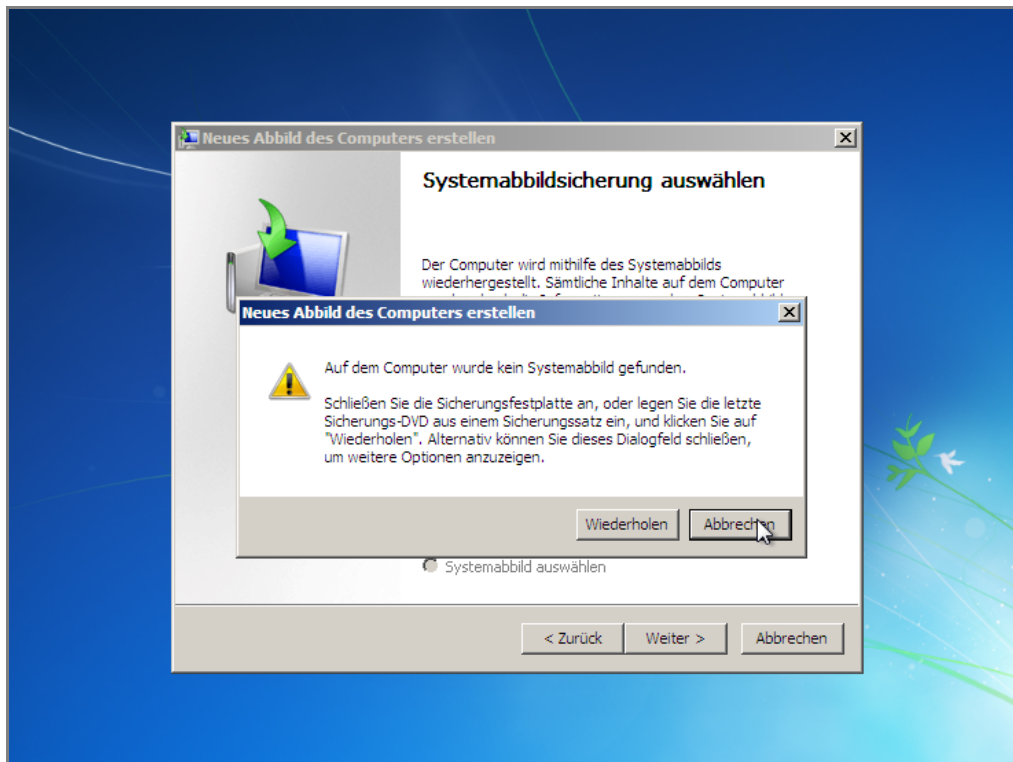 Neues Abbild des Computers erstellen
Systemabbildsicherung auswählen
Der Computer wird mithilfe des Systemabbilds
wiederhergestellt. Sämtliche Inhalte auf dem Computer
Neues Abbild des Computers erstellen
Auf dem Computer wurde kein Systemabbild gefunden.
Schließen Sie die Sicherungsfestplatte an, oder legen Sie die letzte
Sicherungs-DVD aus einem Sicherungssatz ein, und klicken Sie auf
"Wiederholen". Alternativ können Sie dieses Dialogfeld schließen,
um weitere Optionen anzuzeigen.
Wiederholen
Abbrechen
Systemabbild auswählen
< Zurück
Weiter >
Abbrechen